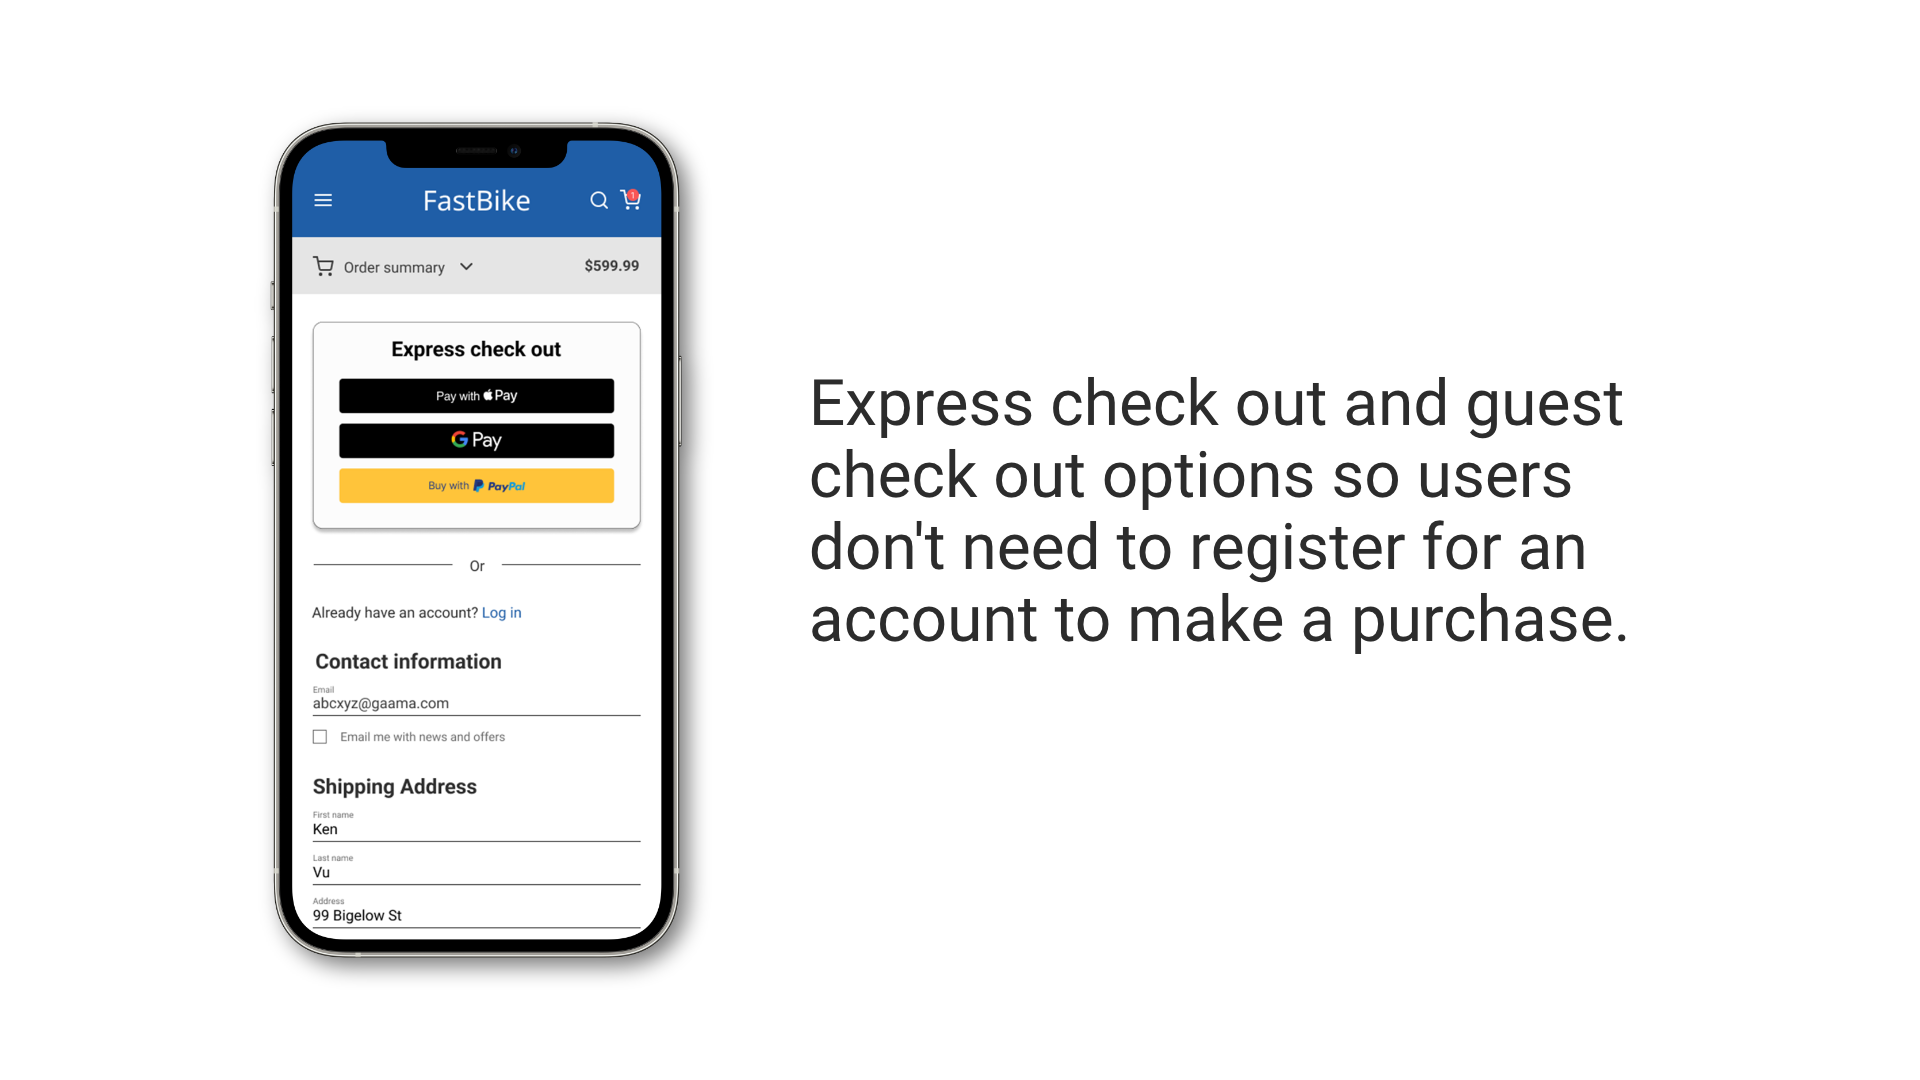 FastBike
1
Order summary
$599.99
Express check out
Pay with Pay
G Pay
Buy with PayPal
Or
Already have an account? Log in
Contact information
Email
abcxyz@gaama.com
Email me with news and offers
Shipping Address
First name
Ken
Last name
Vu
Address
99 Bigelow St
Express check out and guest
check out options so users
don't need to register for an
account to make a purchase.